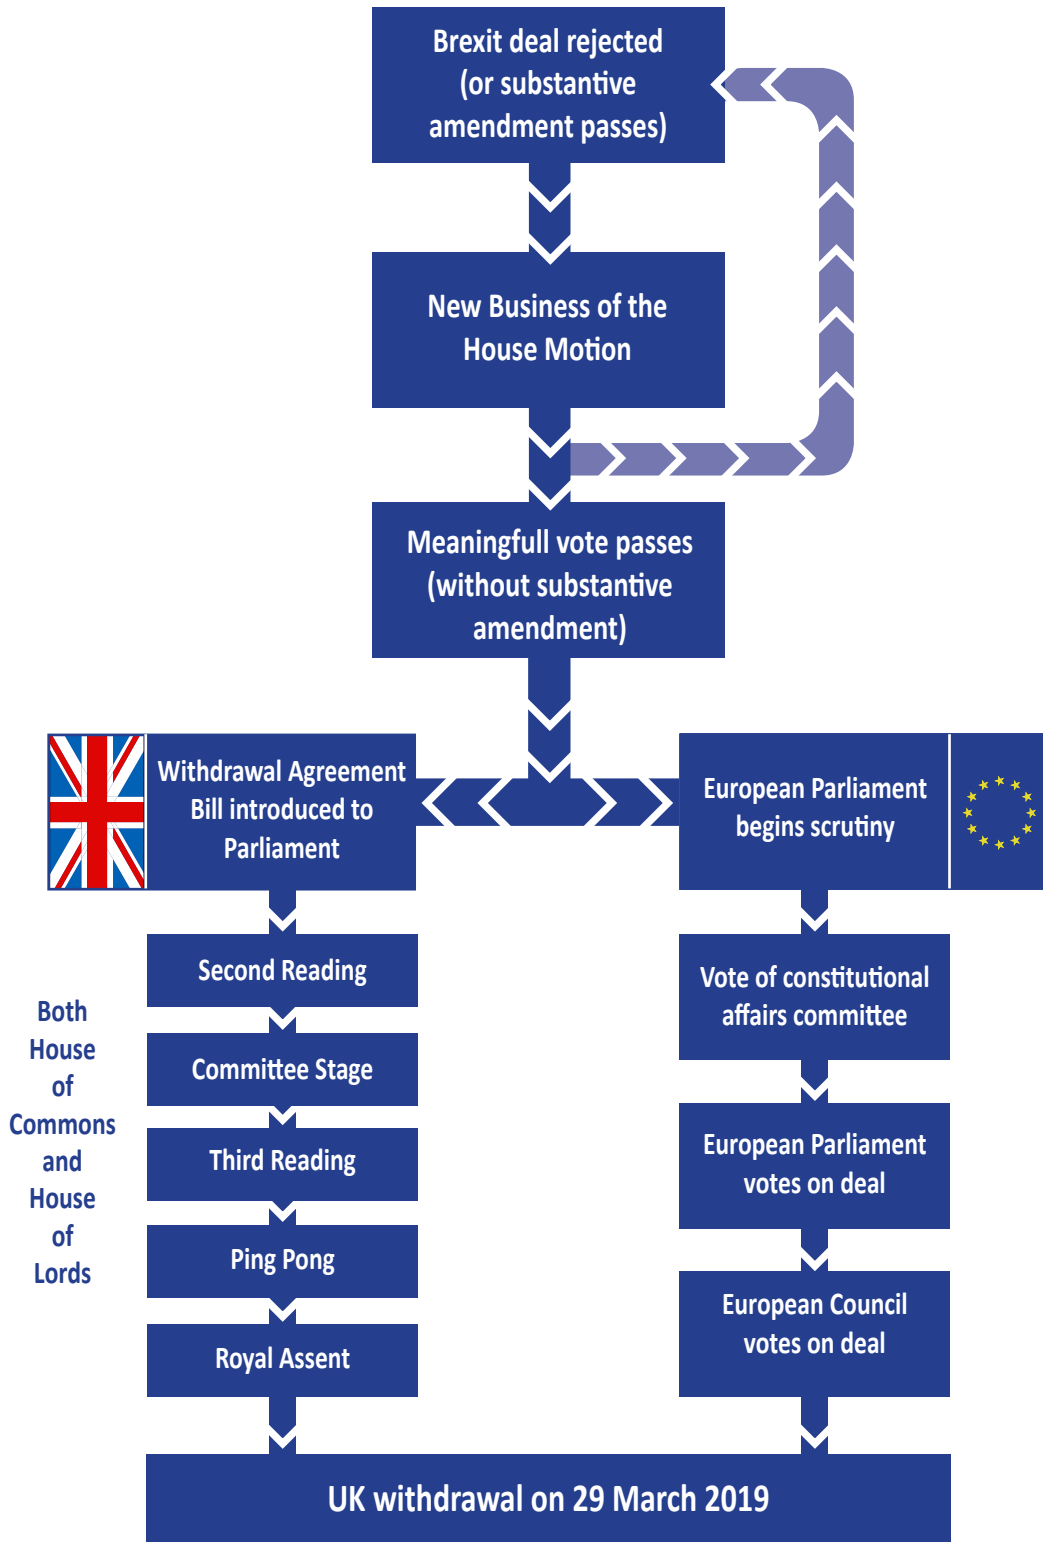 Brexit deal rejected
(or substantive
amendment passes)
New Business of the
House Motion
Meaningfull vote passes
(without substantive
amendment)
Withdrawal Agreement
Bill introduced to
Parliament
Second Reading
Committee Stage
Third Reading
Ping Pong
Royal Assent
Both
House
of
Commons
and
House
of
Lords
European Parliament
begins scrutiny
Vote of constitutional
affairs committee
European Parliament
votes on deal
European Council
votes on deal
UK withdrawal on 29 March 2019